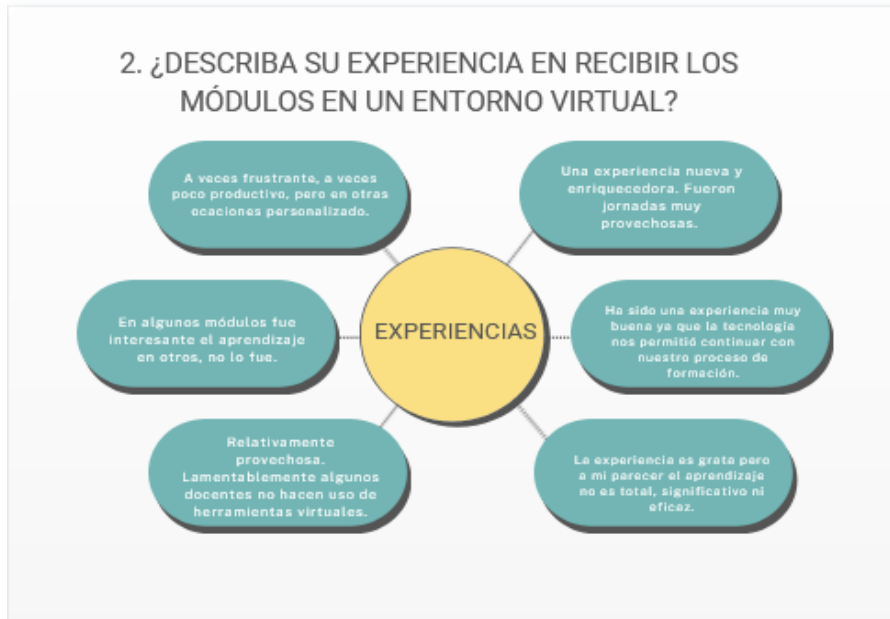 2. ¿DESCRIBA SU EXPERIENCIA EN RECIBIR LOS
MÓDULOS EN UN ENTORNO VIRTUAL?
A veces frustrante, a veces
poco productivo, pero en otras
ocaciones personalizado.
Una experiencia nueva y
enriquecedora. Fueron
jornadas muy
provechosas.
En algunos módulos fue
interesante el aprendizaje
en otros, no lo fue.
EXPERIENCIAS
Ha sido una experiencia muy
buena ya que la tecnología
nos permitió continuar con
nuestro proceso de
formación.
Relativamente
provechosa.
Lamentablemente algunos
docentes no hacen uso de
herramientas virtuales.
La experiencia es grata pero
a mi parecer el aprendizaje
no es total, significativo ni
eficaz.